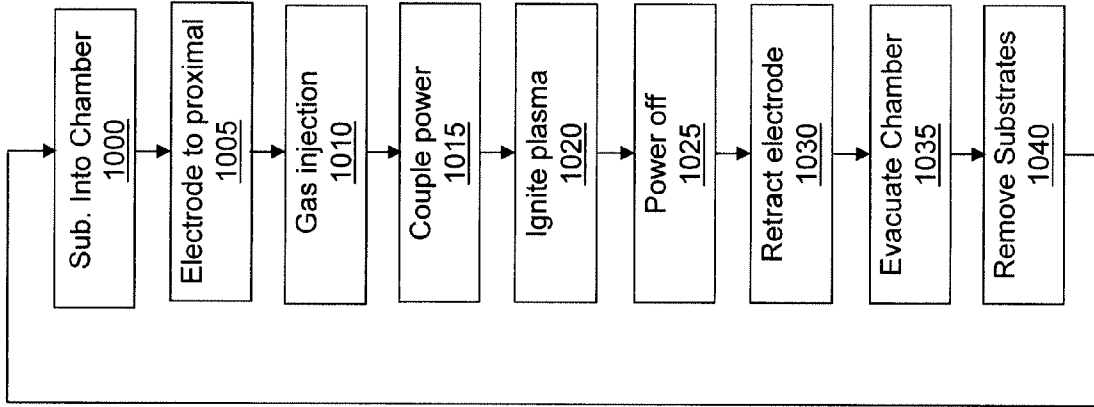 Sub. Into Chamber
1000
Electrode to proximal
1005
Gas injection
1010
Couple power
1015
Ignite plasma
1020
Power off
1025
Retract electrode
1030
Evacuate Chamber
1035
Remove Substrates
1040